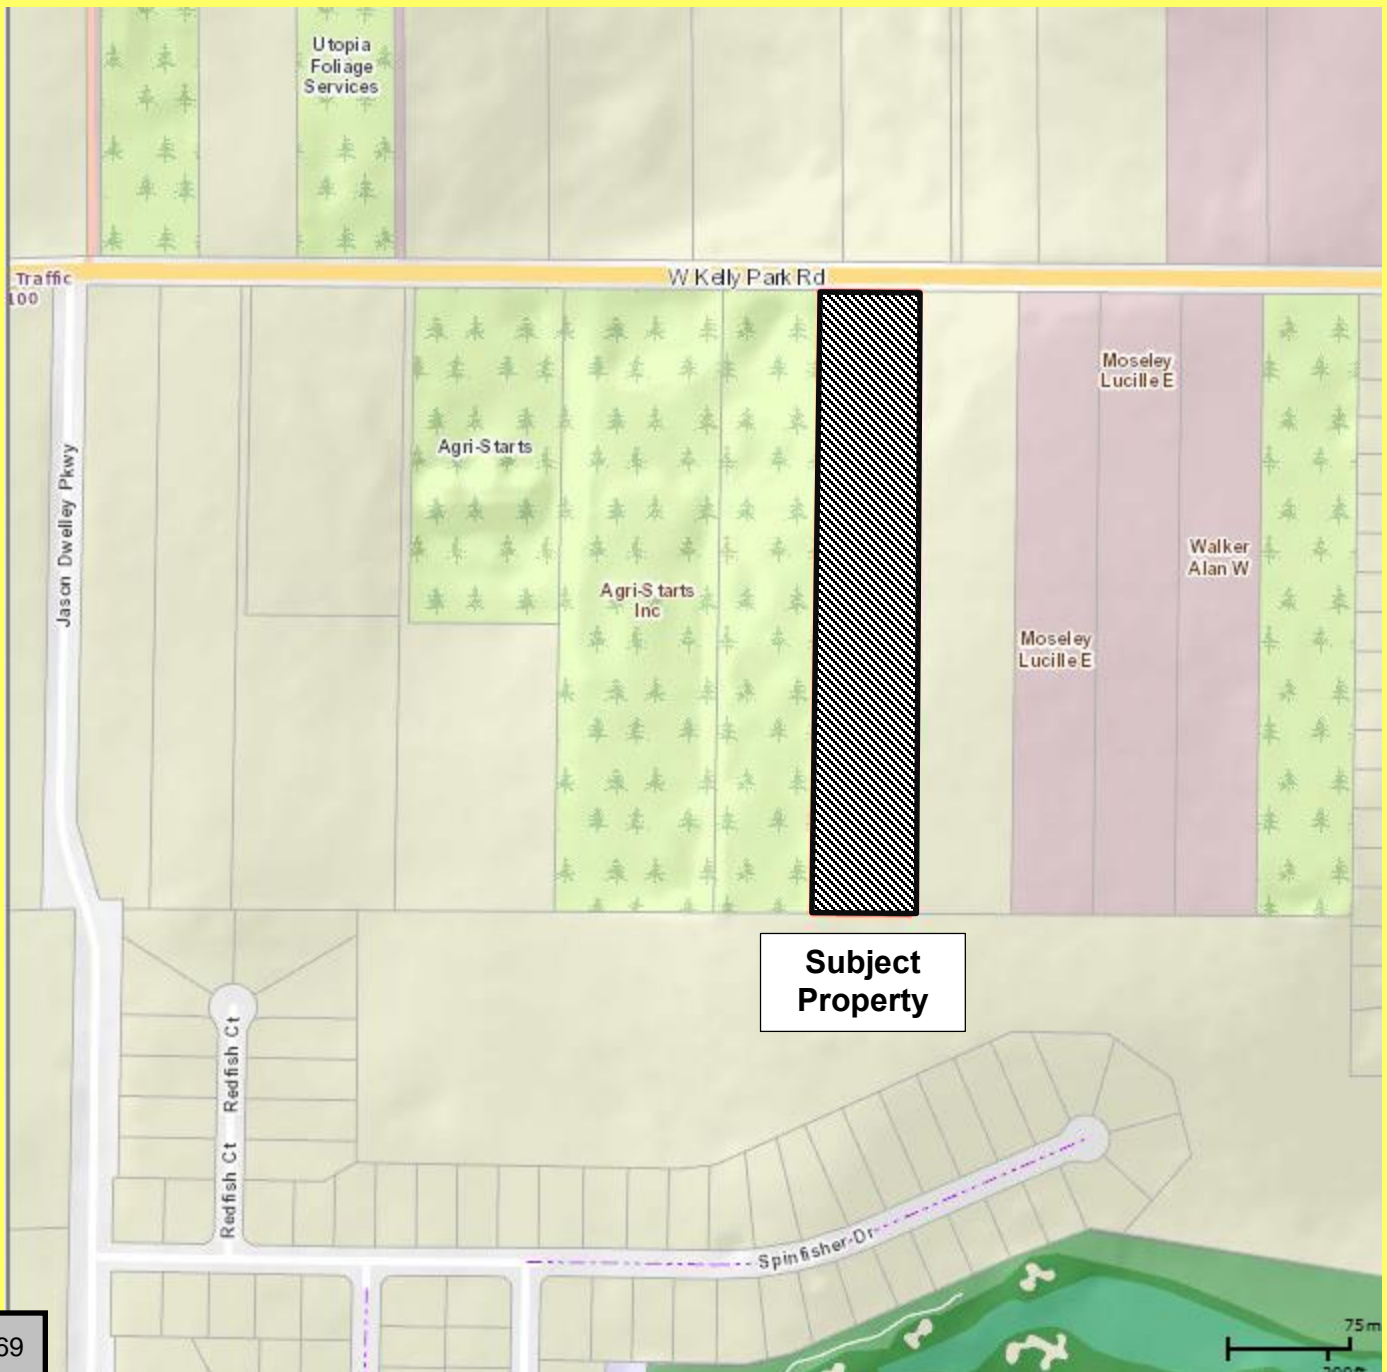 Utopia
Foliage
Services
Traffic
100
W Kelly Park Rd
Moseley
Lucille E
Agri-Starts
Jason Dwelley Pkwy
Walker
Alan W
Agri-Starts
Inc
Moseley
Lucille E
Subject
Property
Redfish Ct
Redfish Ct
Spinfisher Dr
69
75m